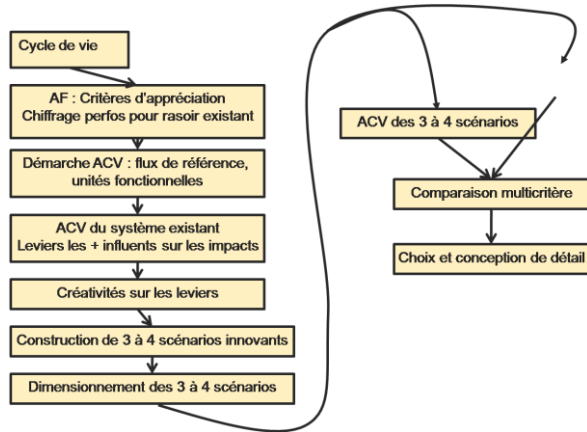 Cycle de vie
AF : Critères d'appréciation
Chiffrage perfos pour rasoir existant
Démarche ACV : flux de référence,
unités fonctionnelles
ACV du système existant
Leviers les + influents sur les impacts
Créativités sur les leviers
Construction de 3 à 4 scénarios innovants
Dimensionnement des 3 à 4 scénarios
ACV des 3 à 4 scénarios
Comparaison multicritère
Choix et conception de détail